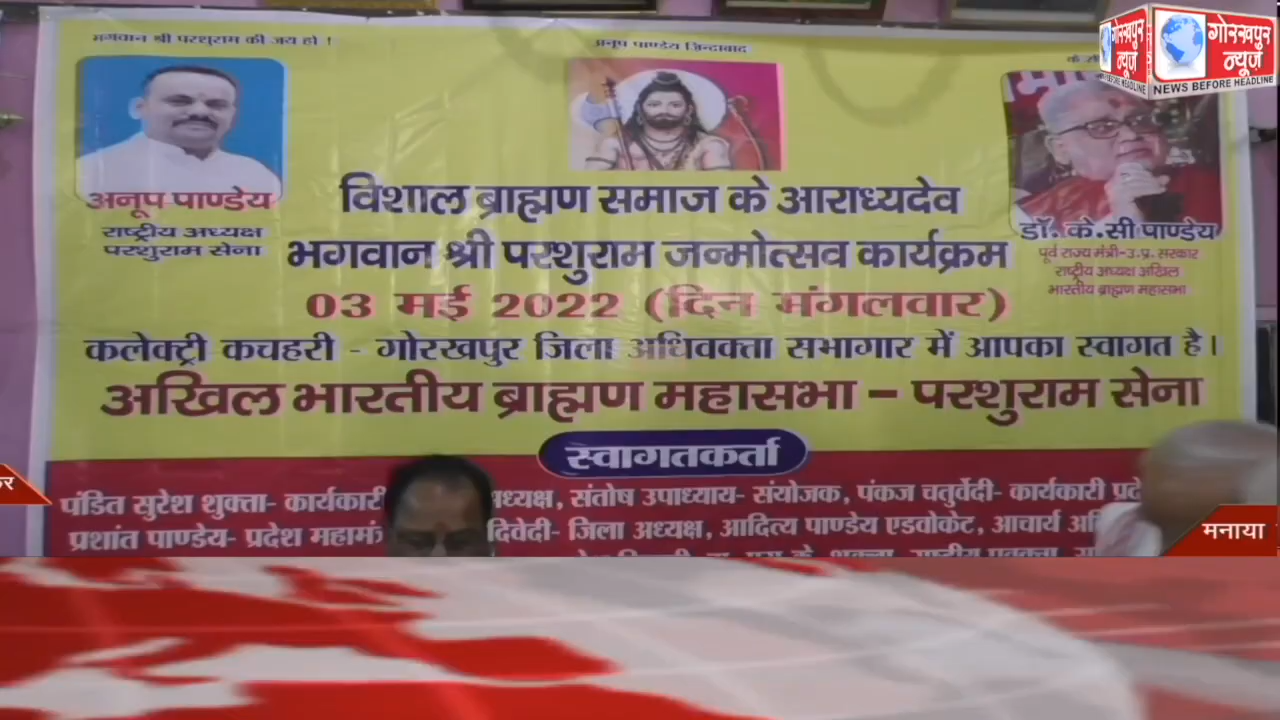 भगवान श्री परशुराम की जय हो !
अनूप पाण्डेय ज़िन्दाबाद
गोरखपुर
न्यूज़
गोरखपुर
न्यूज़
NEWS BEFORE HEADLINE
अनूप पाण्डेय
राष्ट्रीय अध्यक्ष
परशुराम सेना
डॉ. के.सी पाण्डेय
पूर्व राज्य मंत्री-उ.प्र. सरकार
राष्ट्रीय अध्यक्ष अखिल
भारतीय ब्राह्मण महासभा
विशाल ब्राह्मण समाज के आराध्यदेव
भगवान श्री परशुराम जन्मोत्सव कार्यक्रम
03 मई 2022 (दिन मंगलवार)
कलेक्ट्री कचहरी - गोरखपुर जिला अधिवक्ता सभागार में आपका स्वागत है।
अखिल भारतीय ब्राह्मण महासभा – परशुराम सेना
स्वागतकर्ता
पंडित सुरेश शुक्ता- कार्यकारी अध्यक्ष, संतोष उपाध्याय- संयोजक, पंकज चतुर्वेदी- कार्यकारी
प्रशांत पाण्डेय- प्रदेश दिवेदी- जिला अध्यक्ष, आदित्य पाण्डेय एडवोकेट, आचार्य
मनाया